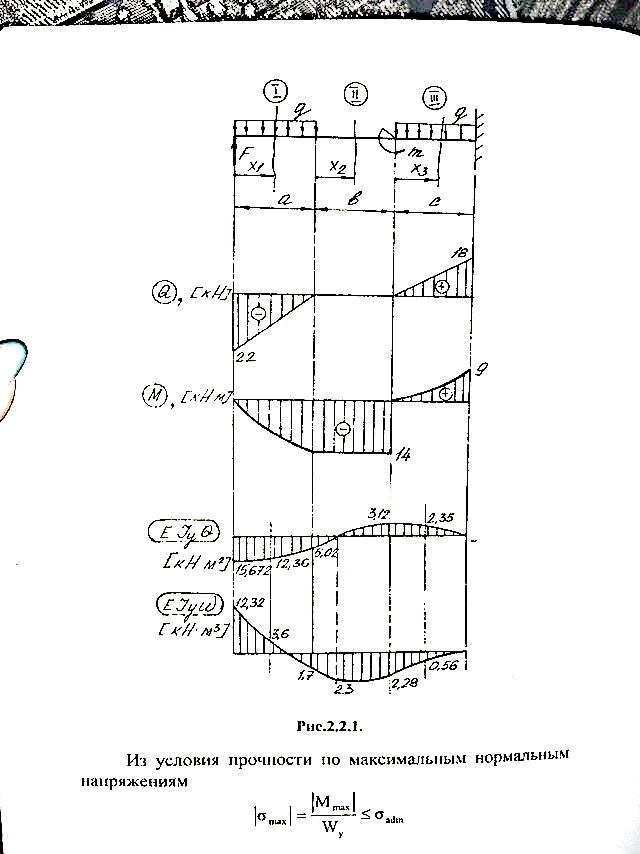 I II III
q q
F m
x₁ x₂ x₃
a в c
18
Q, [кН]
− +
22
9
M, [кН м]
− +
14
3,12 2,35
E Jy θ
[кН м²] 15,672 12,36 6,02
E Jy ω 12,32
[кН·м³] 3,6
1,7 2,3 2,28 0,56
Рис.2.2.1.
Из условия прочности по максимальным нормальным
напряжениям
|σmax| = |Mmax| / Wy ≤ σadm